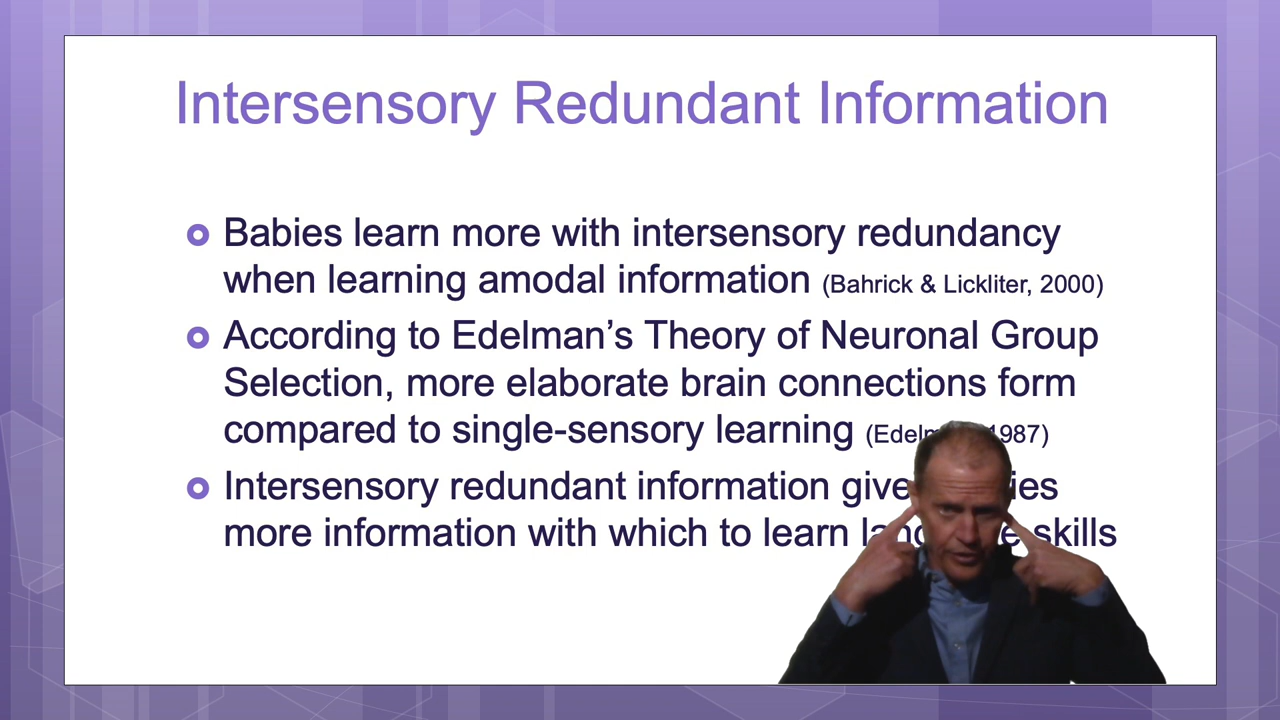 Intersensory Redundant Information
Babies learn more with intersensory redundancy
when learning amodal information (Bahrick & Lickliter, 2000)
According to Edelman’s Theory of Neuronal Group
Selection, more elaborate brain connections form
compared to single-sensory learning (Edelman, 1987)
Intersensory redundant information
more information with which to learn skills